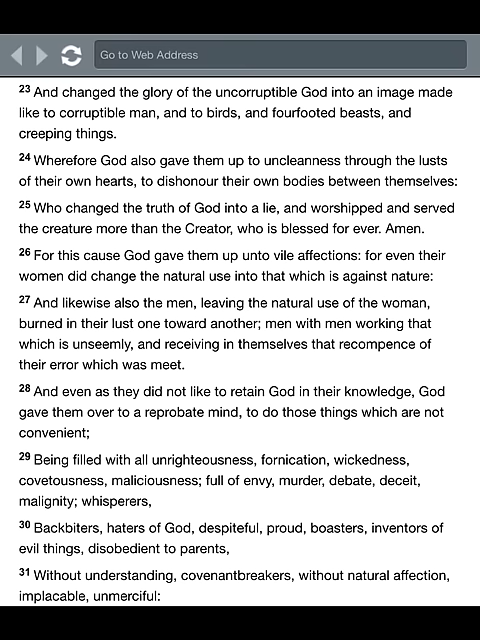 Go to Web Address
23 And changed the glory of the uncorruptible God into an image made
like to corruptible man, and to birds, and fourfooted beasts, and
creeping things.
24 Wherefore God also gave them up to uncleanness through the lusts
of their own hearts, to dishonour their own bodies between themselves:
25 Who changed the truth of God into a lie, and worshipped and served
the creature more than the Creator, who is blessed for ever. Amen.
26 For this cause God gave them up unto vile affections: for even their
women did change the natural use into that which is against nature:
27 And likewise also the men, leaving the natural use of the woman,
burned in their lust one toward another; men with men working that
which is unseemly, and receiving in themselves that recompence of
their error which was meet.
28 And even as they did not like to retain God in their knowledge, God
gave them over to a reprobate mind, to do those things which are not
convenient;
29 Being filled with all unrighteousness, fornication, wickedness,
covetousness, maliciousness; full of envy, murder, debate, deceit,
malignity; whisperers,
30 Backbiters, haters of God, despiteful, proud, boasters, inventors of
evil things, disobedient to parents,
31 Without understanding, covenantbreakers, without natural affection,
implacable, unmerciful: